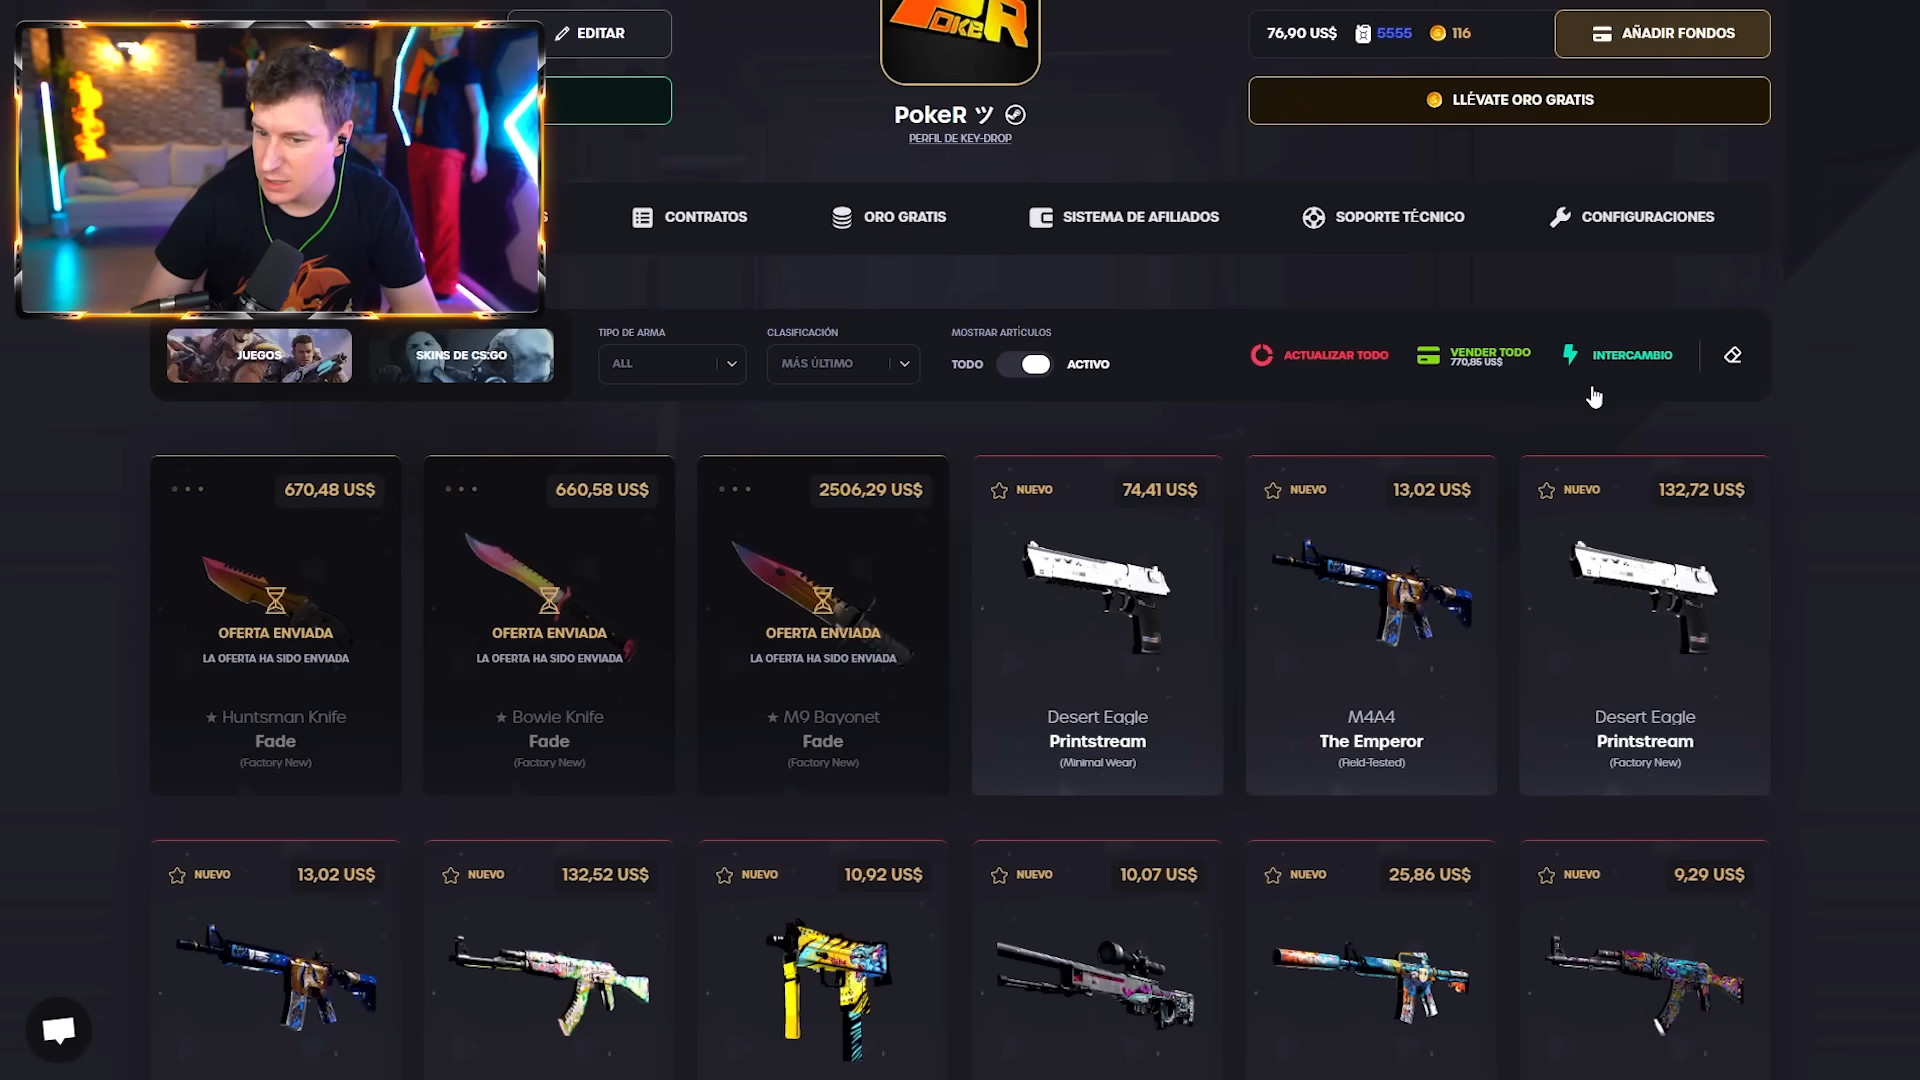 EDITAR
POKER
76,90 US$ 5555 116
AÑADIR FONDOS
LLÉVATE ORO GRATIS
PokeR ツ
PERFIL DE KEY-DROP
S
CONTRATOS
ORO GRATIS
SISTEMA DE AFILIADOS
SOPORTE TÉCNICO
CONFIGURACIONES
JUEGOS
SKINS DE CS:GO
TIPO DE ARMA
ALL
CLASIFICACIÓN
MÁS ÚLTIMO
MOSTRAR ARTÍCULOS
TODO ACTIVO
ACTUALIZAR TODO
VENDER TODO
770,85 US$
INTERCAMBIO
670,48 US$
OFERTA ENVIADA
LA OFERTA HA SIDO ENVIADA
★ Huntsman Knife
Fade
(Factory New)
660,58 US$
OFERTA ENVIADA
LA OFERTA HA SIDO ENVIADA
★ Bowie Knife
Fade
(Factory New)
2506,29 US$
OFERTA ENVIADA
LA OFERTA HA SIDO ENVIADA
★ M9 Bayonet
Fade
(Factory New)
NUEVO 74,41 US$
Desert Eagle
Printstream
(Minimal Wear)
NUEVO 13,02 US$
M4A4
The Emperor
(Field-Tested)
NUEVO 132,72 US$
Desert Eagle
Printstream
(Factory New)
NUEVO 13,02 US$
NUEVO 132,52 US$
NUEVO 10,92 US$
NUEVO 10,07 US$
NUEVO 25,86 US$
NUEVO 9,29 US$